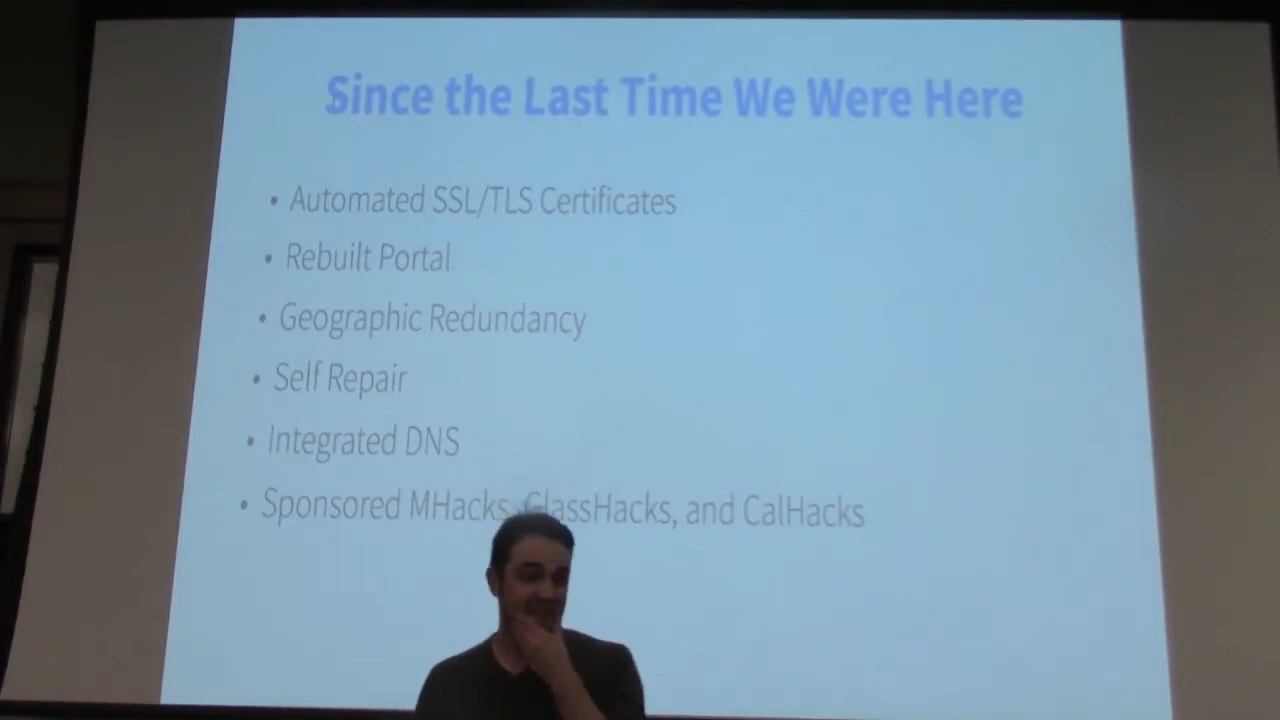 Since the Last Time We Were Here
• Automated SSL/TLS Certificates
• Rebuilt Portal
• Geographic Redundancy
• Self Repair
• Integrated DNS
• Sponsored MHacks, GlassHacks, and CalHacks